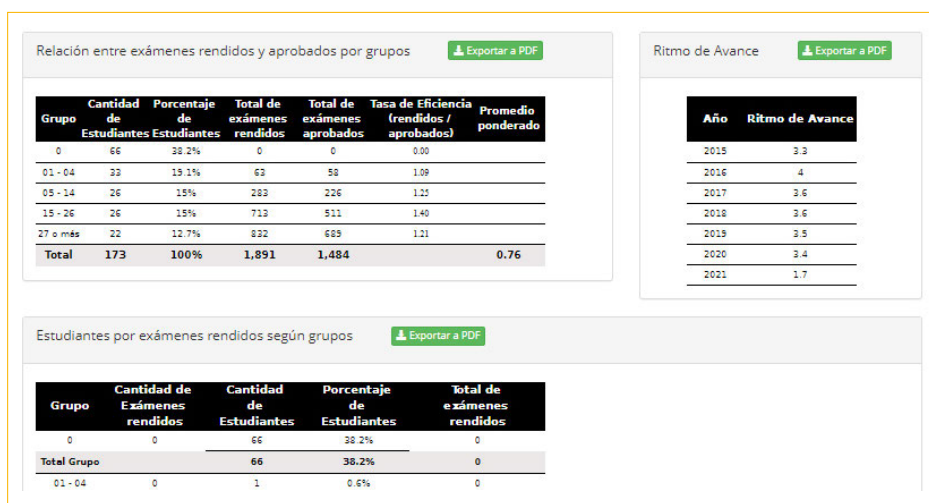 Relación entre exámenes rendidos y aprobados por grupos Exportar a PDF
Grupo Cantidad de Estudiantes Porcentaje de Estudiantes Total de exámenes rendidos Total de exámenes aprobados Tasa de Eficiencia (rendidos / aprobados) Promedio ponderado
0 66 38.2% 0 0 0.00
01 - 04 33 19.1% 63 58 1.09
05 - 14 26 15% 283 226 1.25
15 - 26 26 15% 713 511 1.40
27 o más 22 12.7% 832 689 1.21
Total 173 100% 1,891 1,484 0.76
Ritmo de Avance Exportar a PDF
Año Ritmo de Avance
2015 3.3
2016 4
2017 3.6
2018 3.6
2019 3.5
2020 3.4
2021 1.7
Estudiantes por exámenes rendidos según grupos Exportar a PDF
Grupo Cantidad de Exámenes rendidos Cantidad de Estudiantes Porcentaje de Estudiantes Total de exámenes rendidos
0 0 66 38.2% 0
Total Grupo 66 38.2% 0
01 - 04 0 1 0.6% 0